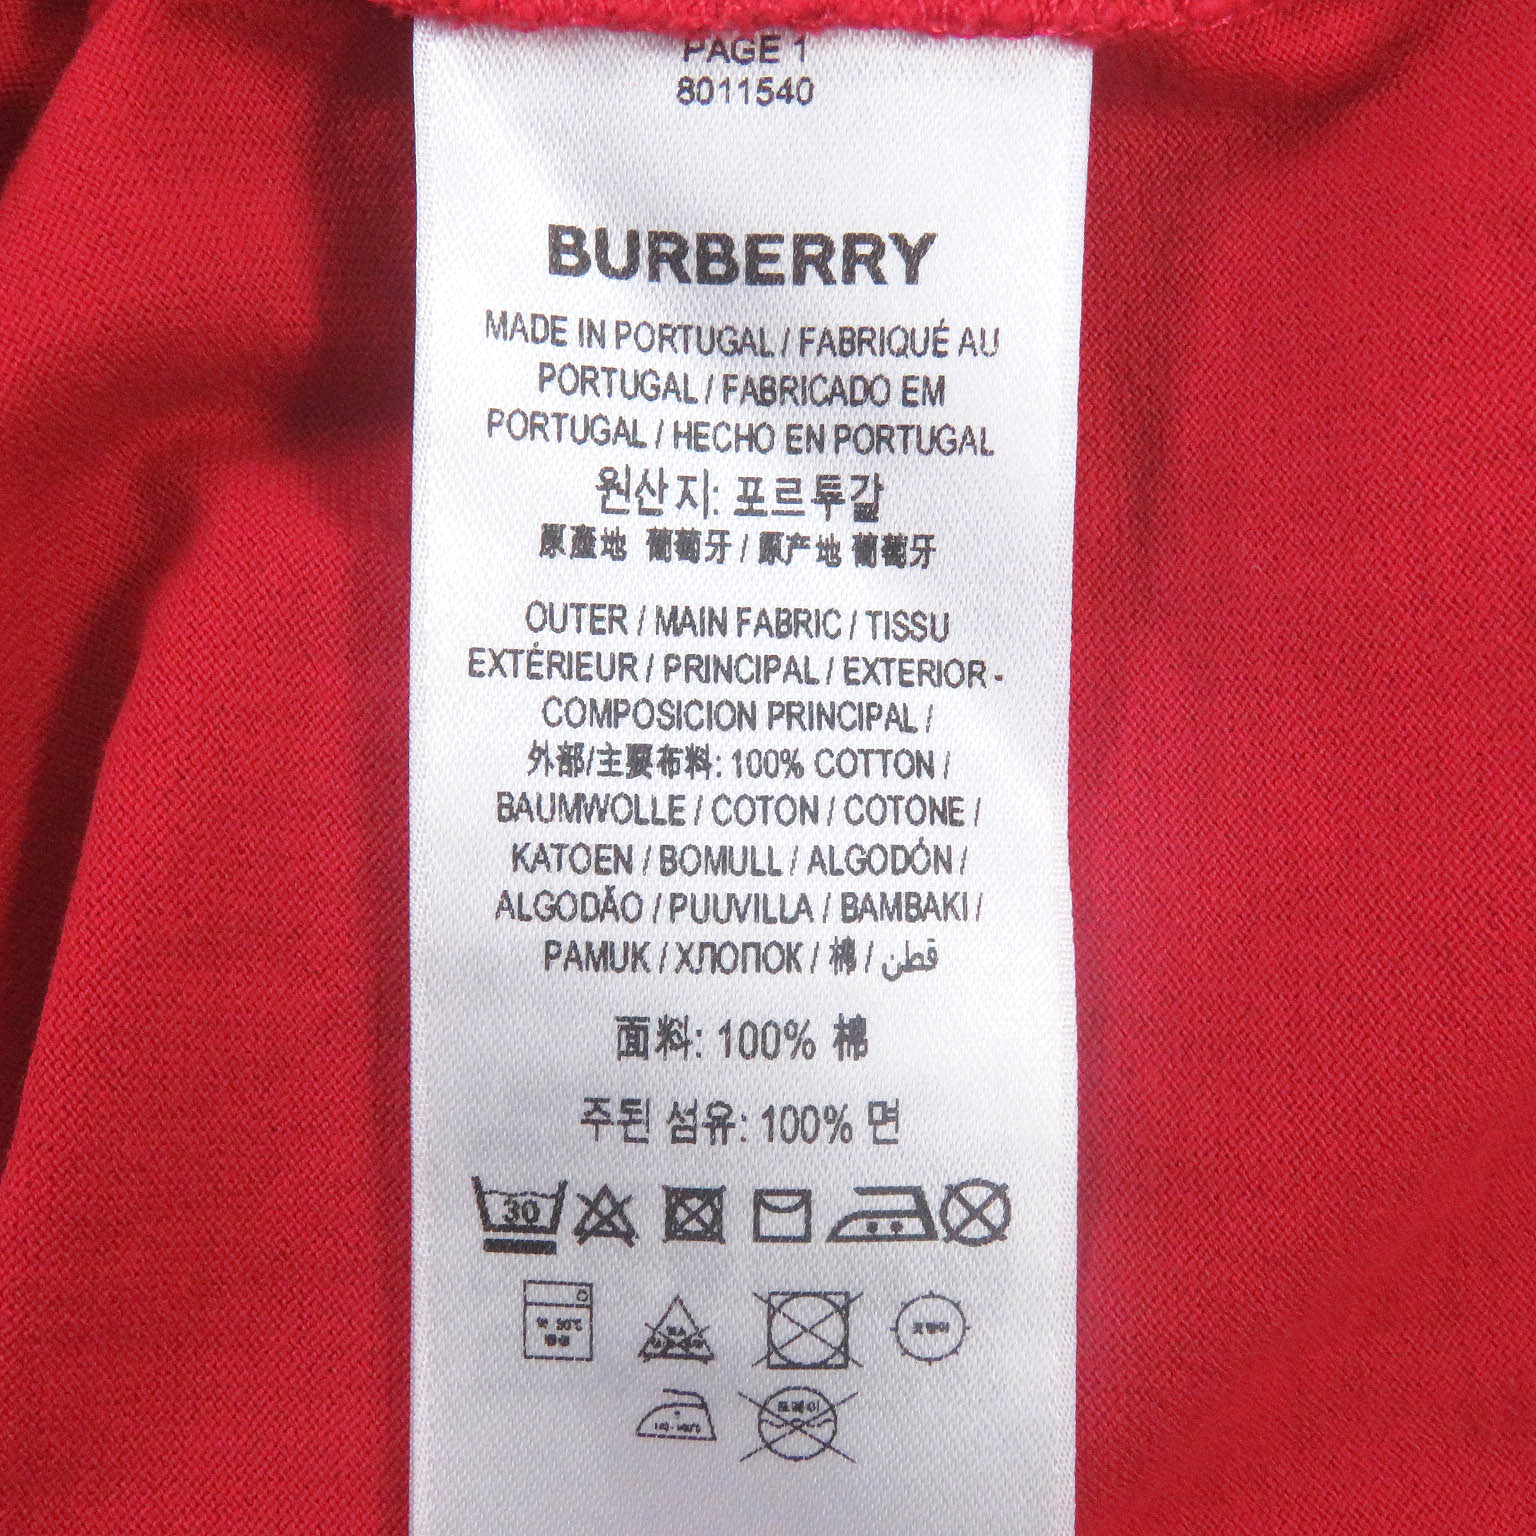 PAGE 1
8011540
BURBERRY
MADE IN PORTUGAL / FABRIQUÉ AU
PORTUGAL / FABRICADO EM
PORTUGAL / HECHO EN PORTUGAL
원산지: 포르투갈
原產地 葡萄牙 / 原产地 葡萄牙
OUTER / MAIN FABRIC / TISSU
EXTÉRIEUR / PRINCIPAL / EXTERIOR -
COMPOSICION PRINCIPAL /
外部/主要布料: 100% COTTON /
BAUMWOLLE / COTON / COTONE /
KATOEN / BOMULL / ALGODÓN /
ALGODÃO / PUUVILLA / BAMBAKI /
PAMUK / ХЛОПОК / 棉 / قطن
面料: 100% 棉
주된 섬유: 100% 면
30
드라이